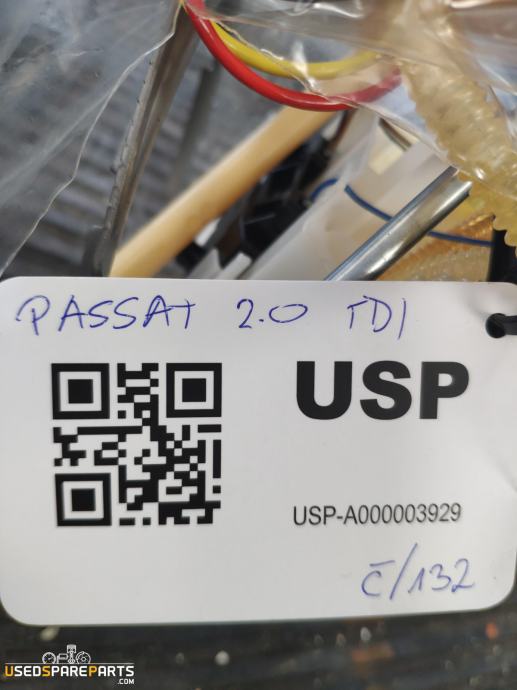 PASSAT 2.0 TDI
USP
USP-A000003929
C/132
USEDSPAREPARTS
.COM